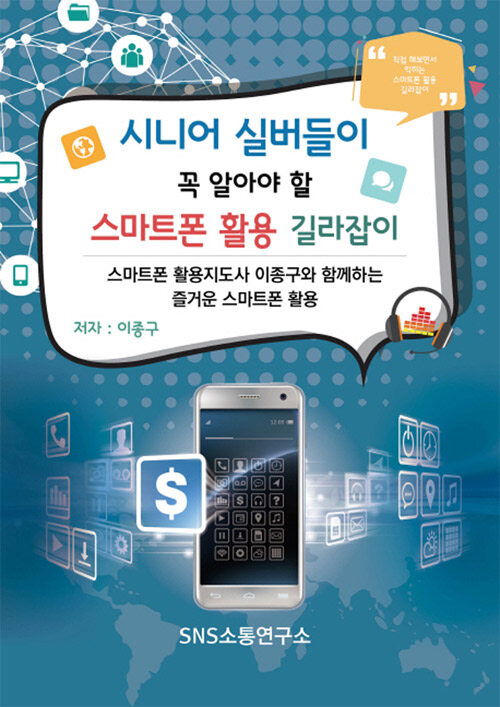 직접 해보면서
익히는
스마트폰 활용
길라잡이
시니어 실버들이
꼭 알아야 할
스마트폰 활용 길라잡이
스마트폰 활용지도사 이종구와 함께하는
즐거운 스마트폰 활용
저자 : 이종구
SNS소통연구소